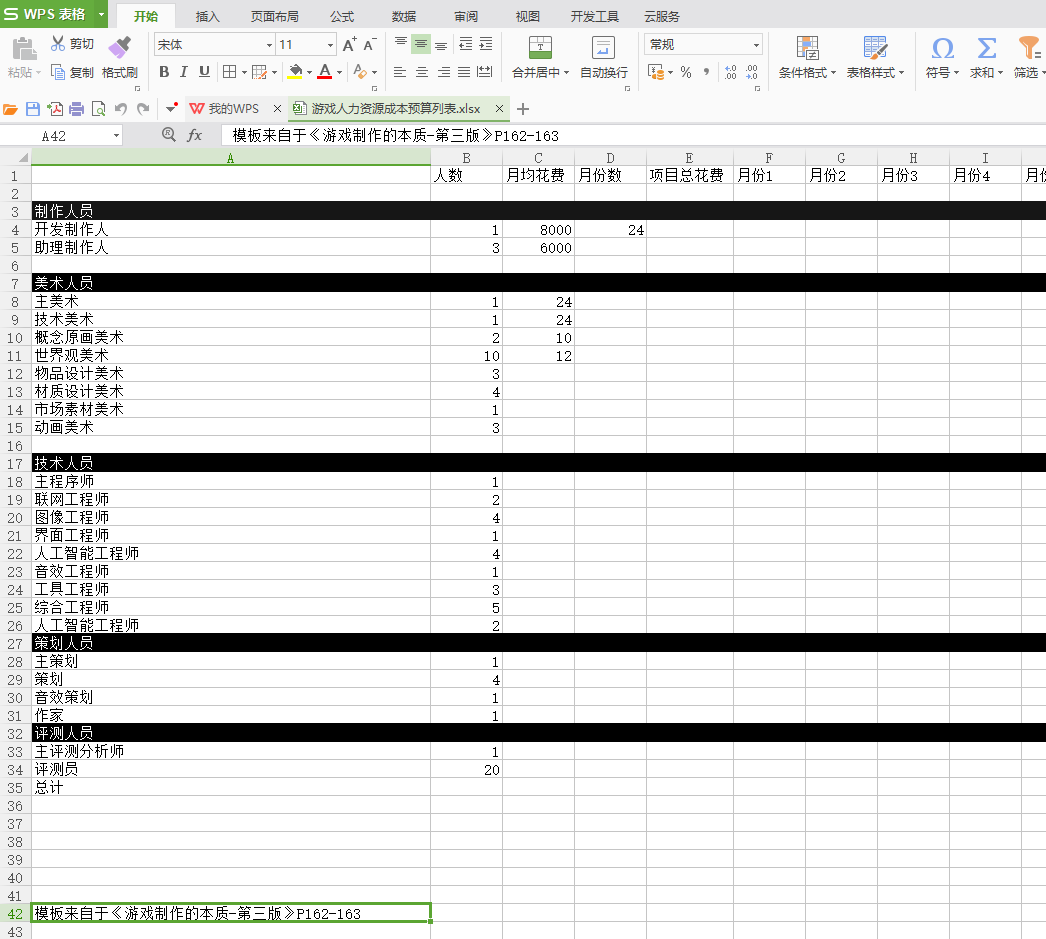 WPS 表格 开始 插入 页面布局 公式 数据 审阅 视图 开发工具 云服务
粘贴 剪切 复制 格式刷 宋体 11 B I U 合并居中 自动换行 常规 % 条件格式 表格样式 符号 求和 筛选
我的WPS 游戏人力资源成本预算列表.xlsx
A42 fx 模板来自于《游戏制作的本质-第三版》P162-163
A B C D E F G H I
1 人数 月均花费 月份数 项目总花费 月份1 月份2 月份3 月份4 月份
2
3 制作人员
4 开发制作人 1 8000 24
5 助理制作人 3 6000
6
7 美术人员
8 主美术 1 24
9 技术美术 1 24
10 概念原画美术 2 10
11 世界观美术 10 12
12 物品设计美术 3
13 材质设计美术 4
14 市场素材美术 1
15 动画美术 3
16
17 技术人员
18 主程序师 1
19 联网工程师 2
20 图像工程师 4
21 界面工程师 1
22 人工智能工程师 4
23 音效工程师 1
24 工具工程师 3
25 综合工程师 5
26 人工智能工程师 2
27 策划人员
28 主策划 1
29 策划 4
30 音效策划 1
31 作家 1
32 评测人员
33 主评测分析师 1
34 评测员 20
35 总计
36
37
38
39
40
41
42 模板来自于《游戏制作的本质-第三版》P162-163
43